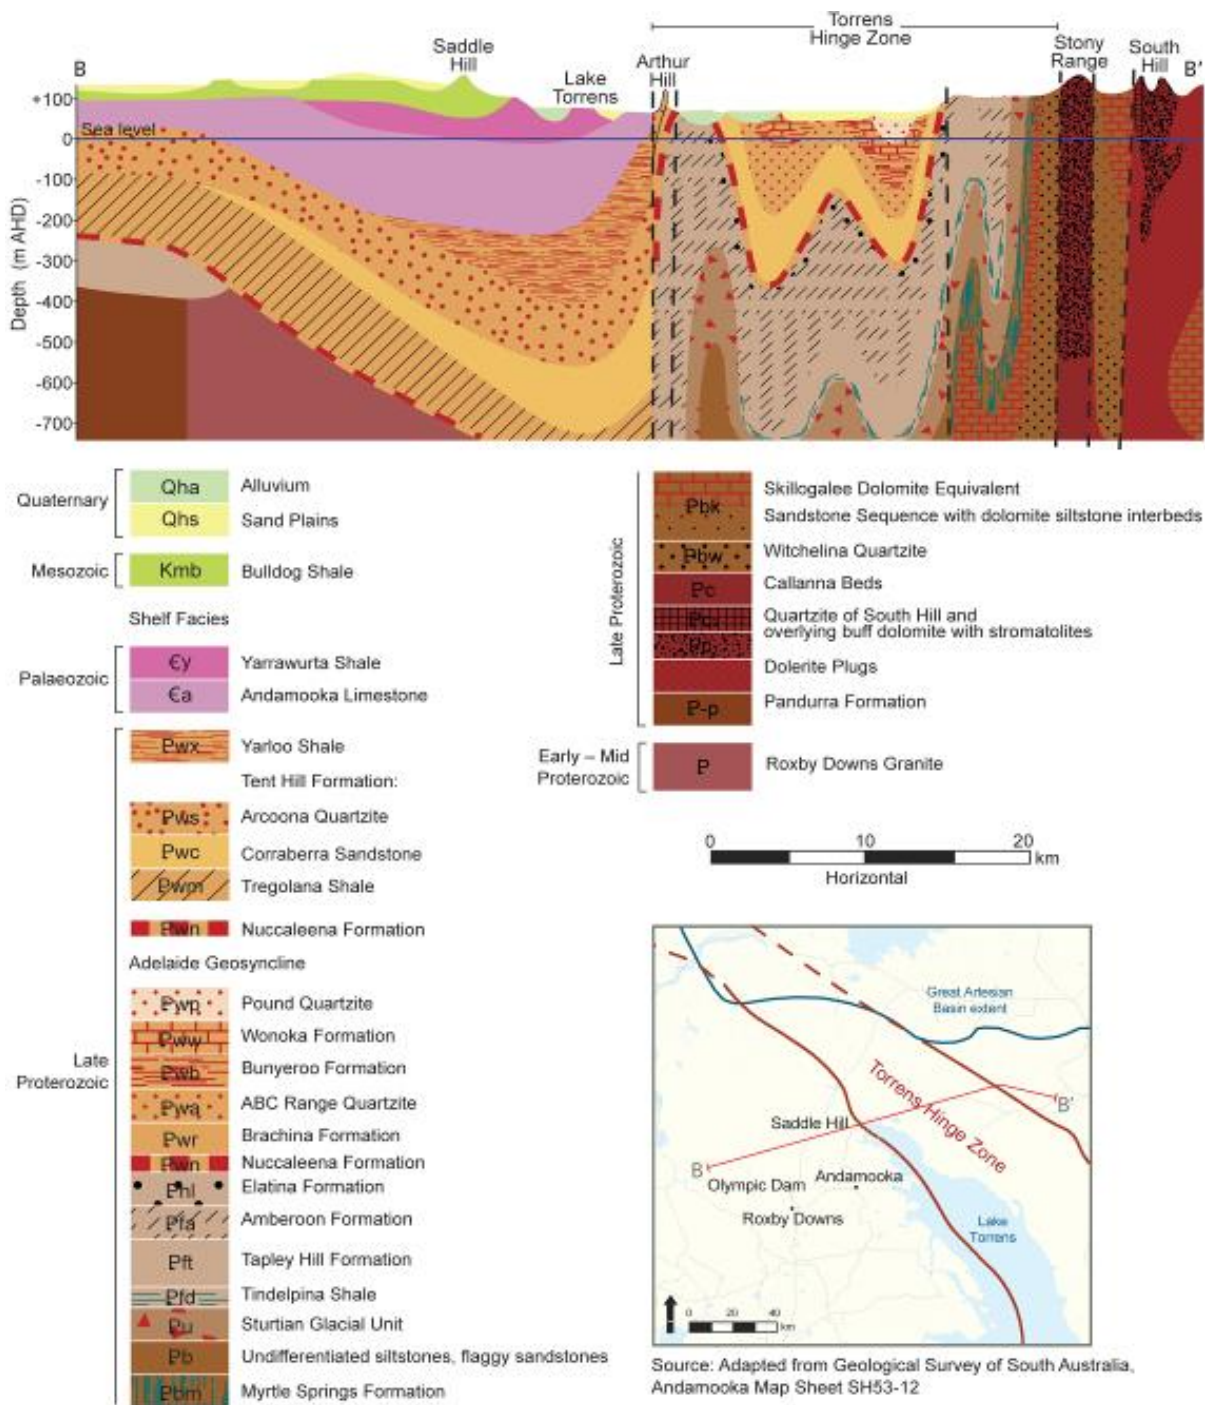 Torrens
Hinge Zone
Saddle
Hill
Lake
Torrens
Arthur
Hill
Stony
Range
South
Hill
B
B'
+100
Sea level
0
-100
-200
-300
-400
-500
-600
-700
Depth (m AHD)
Quaternary
Qha Alluvium
Qhs Sand Plains
Mesozoic
Kmb Bulldog Shale
Shelf Facies
Palaeozoic
Єy Yarrawurta Shale
Єa Andamooka Limestone
Late
Proterozoic
Pwx Yarloo Shale
Tent Hill Formation:
Pws Arcoona Quartzite
Pwc Corraberra Sandstone
Pwm Tregolana Shale
Pwn Nuccaleena Formation
Adelaide Geosyncline
Pwp Pound Quartzite
Pww Wonoka Formation
Pwb Bunyeroo Formation
Pwa ABC Range Quartzite
Pwr Brachina Formation
Pwn Nuccaleena Formation
Phl Elatina Formation
Pfa Amberoon Formation
Pft Tapley Hill Formation
Pfd Tindelpina Shale
Pu Sturtian Glacial Unit
Pb Undifferentiated siltstones, flaggy sandstones
Pbm Myrtle Springs Formation
Late Proterozoic
Skillogalee Dolomite Equivalent
Pbk
Sandstone Sequence with dolomite siltstone interbeds
Pbw Witchelina Quartzite
Pc Callanna Beds
Quartzite of South Hill and
overlying buff dolomite with stromatolites
Dolerite Plugs
P-p Pandurra Formation
Early – Mid
Proterozoic
P Roxby Downs Granite
0 10 20
km
Horizontal
Great Artesian
Basin extent
Torrens Hinge Zone
B'
Saddle Hill
B
Olympic Dam
Andamooka
Roxby Downs
Lake
Torrens
0 20 40
km
Source: Adapted from Geological Survey of South Australia,
Andamooka Map Sheet SH53-12